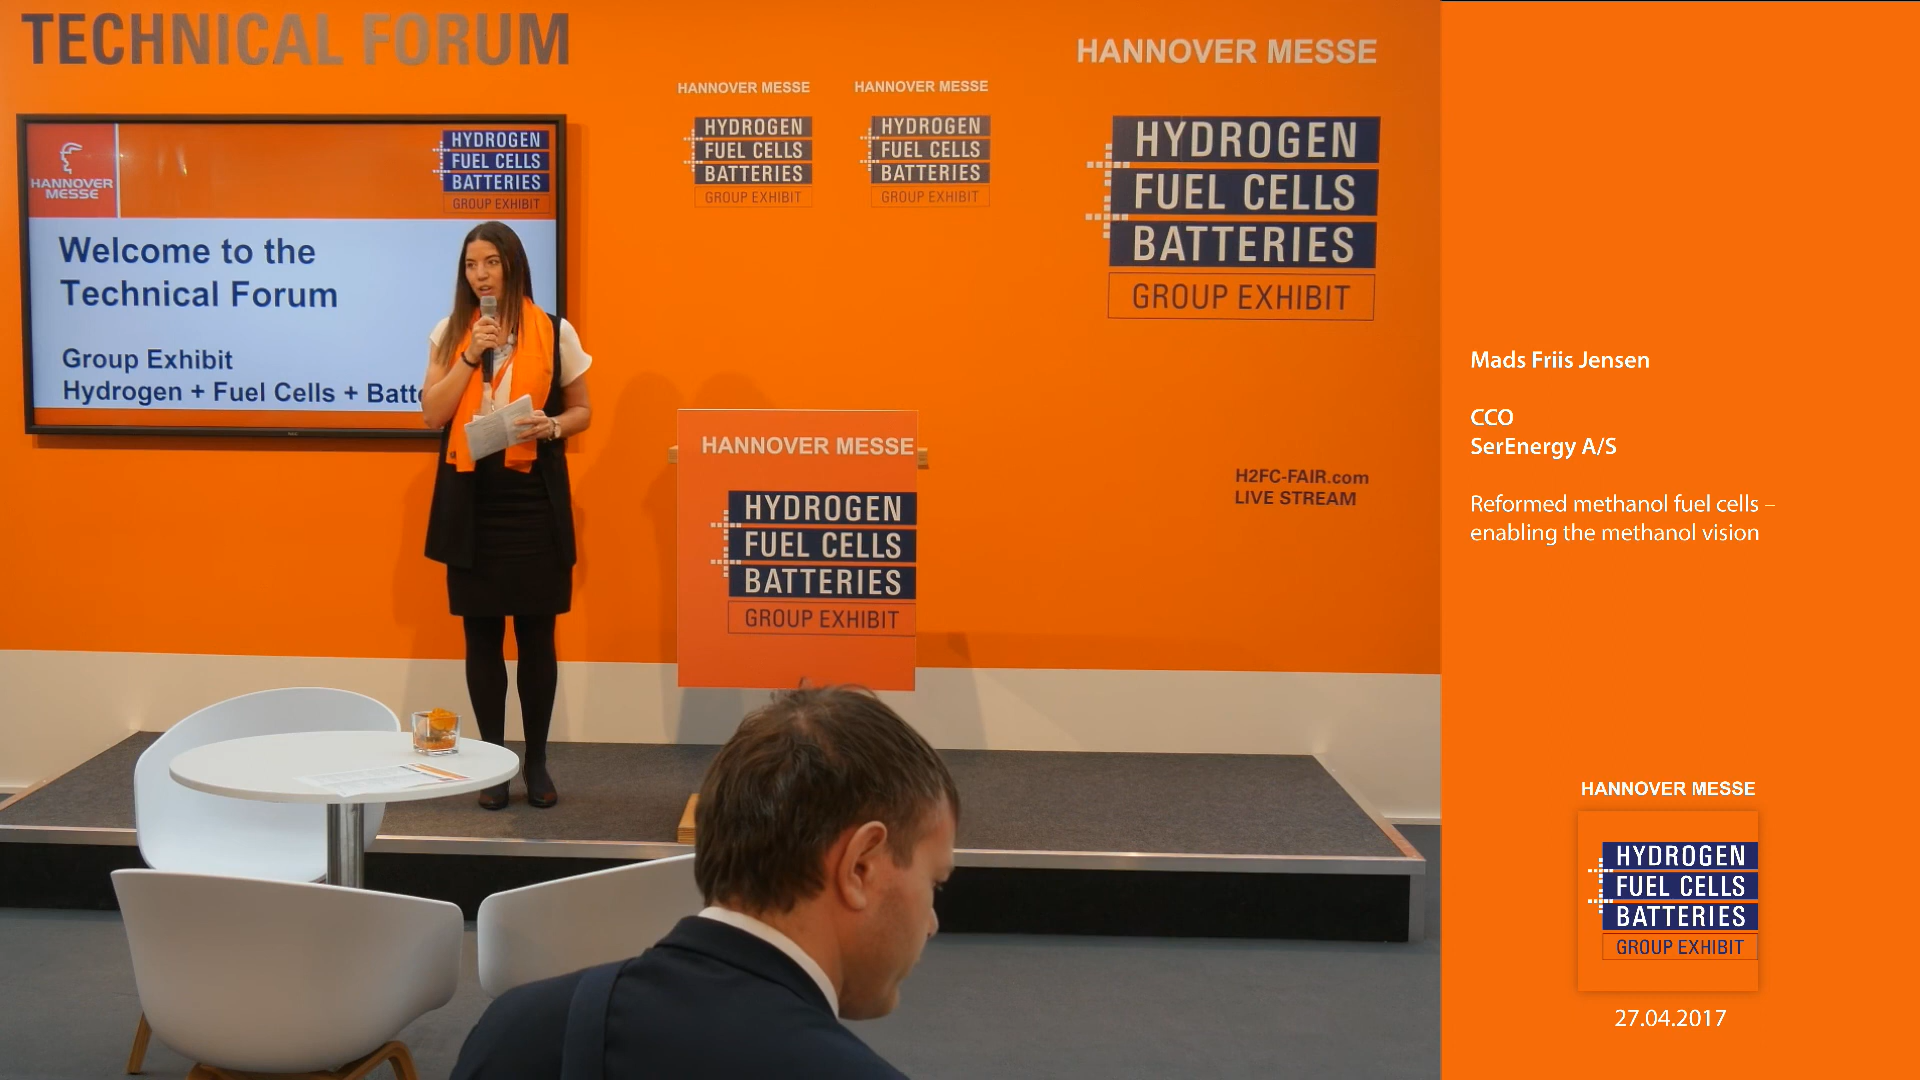 TECHNICAL FORUM
HANNOVER
MESSE
HYDROGEN
FUEL CELLS
BATTERIES
GROUP EXHIBIT
Welcome to the
Technical Forum
Group Exhibit
Hydrogen + Fuel Cells + Batte
HANNOVER MESSE
HYDROGEN
FUEL CELLS
BATTERIES
GROUP EXHIBIT
HANNOVER MESSE
HYDROGEN
FUEL CELLS
BATTERIES
GROUP EXHIBIT
HANNOVER MESSE
HYDROGEN
FUEL CELLS
BATTERIES
GROUP EXHIBIT
HANNOVER MESSE
HYDROGEN
FUEL CELLS
BATTERIES
GROUP EXHIBIT
H2FC-FAIR.com
LIVE STREAM
Mads Friis Jensen
CCO
SerEnergy A/S
Reformed methanol fuel cells –
enabling the methanol vision
HANNOVER MESSE
HYDROGEN
FUEL CELLS
BATTERIES
GROUP EXHIBIT
27.04.2017